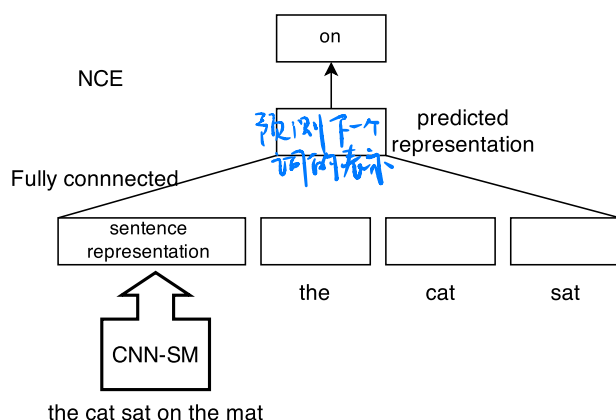 on
NCE
预测下一个
词的表示
predicted
representation
Fully connnected
sentence
representation
the
cat
sat
CNN-SM
the cat sat on the mat